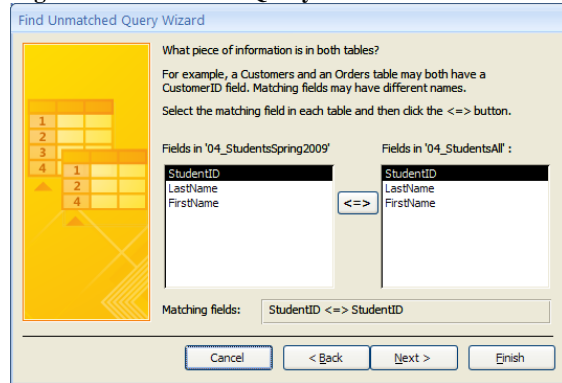 Find Unmatched Query Wizard
What piece of information is in both tables?
For example, a Customers and an Orders table may both have a
CustomerID field. Matching fields may have different names.
Select the matching field in each table and then click the <=> button.
1
2
3
4
1
2
4
Fields in '04_StudentsSpring2009'
Fields in '04_StudentsAll' :
StudentID
LastName
FirstName
<=>
StudentID
LastName
FirstName
Matching fields:
StudentID <=> StudentID
Cancel
< Back
Next >
Finish